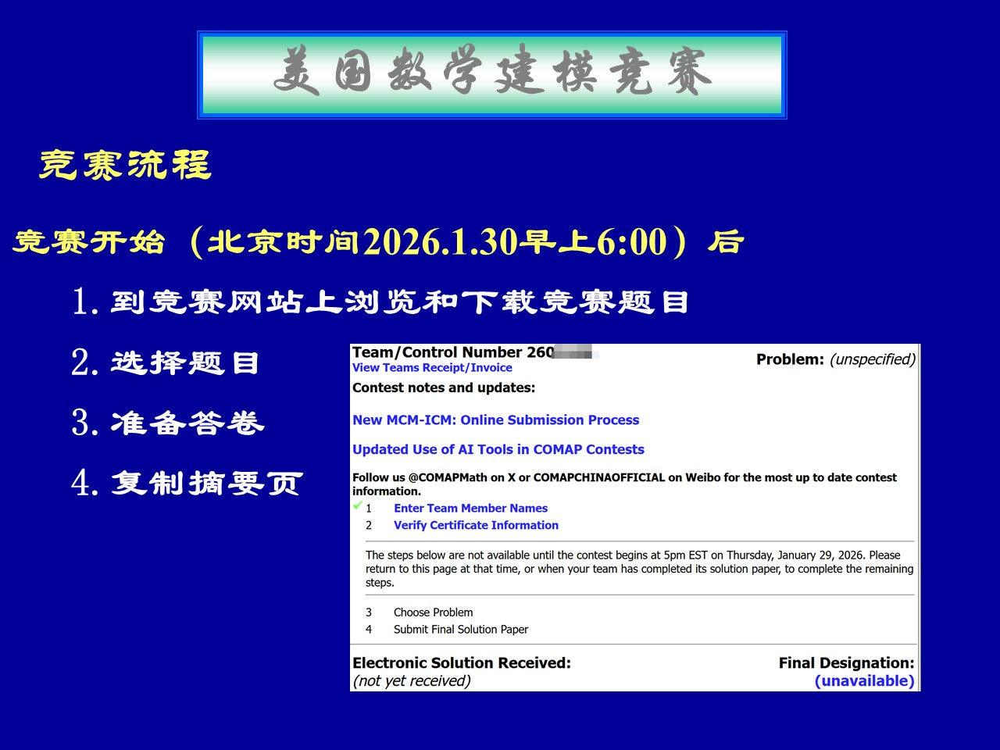 美国数学建模竞赛
竞赛流程
竞赛开始（北京时间2026.1.30早上6:00）后
1. 到竞赛网站上浏览和下载竞赛题目
2. 选择题目
3. 准备答卷
4. 复制摘要页
Team/Control Number 260
Problem: (unspecified)
View Teams Receipt/Invoice
Contest notes and updates:
New MCM-ICM: Online Submission Process
Updated Use of AI Tools in COMAP Contests
Follow us @COMAPMath on X or COMAPCHINAOFFICIAL on Weibo for the most up to date contest
information.
1 Enter Team Member Names
2 Verify Certificate Information
The steps below are not available until the contest begins at 5pm EST on Thursday, January 29, 2026. Please
return to this page at that time, or when your team has completed its solution paper, to complete the remaining
steps.
3 Choose Problem
4 Submit Final Solution Paper
Electronic Solution Received:
(not yet received)
Final Designation:
(unavailable)